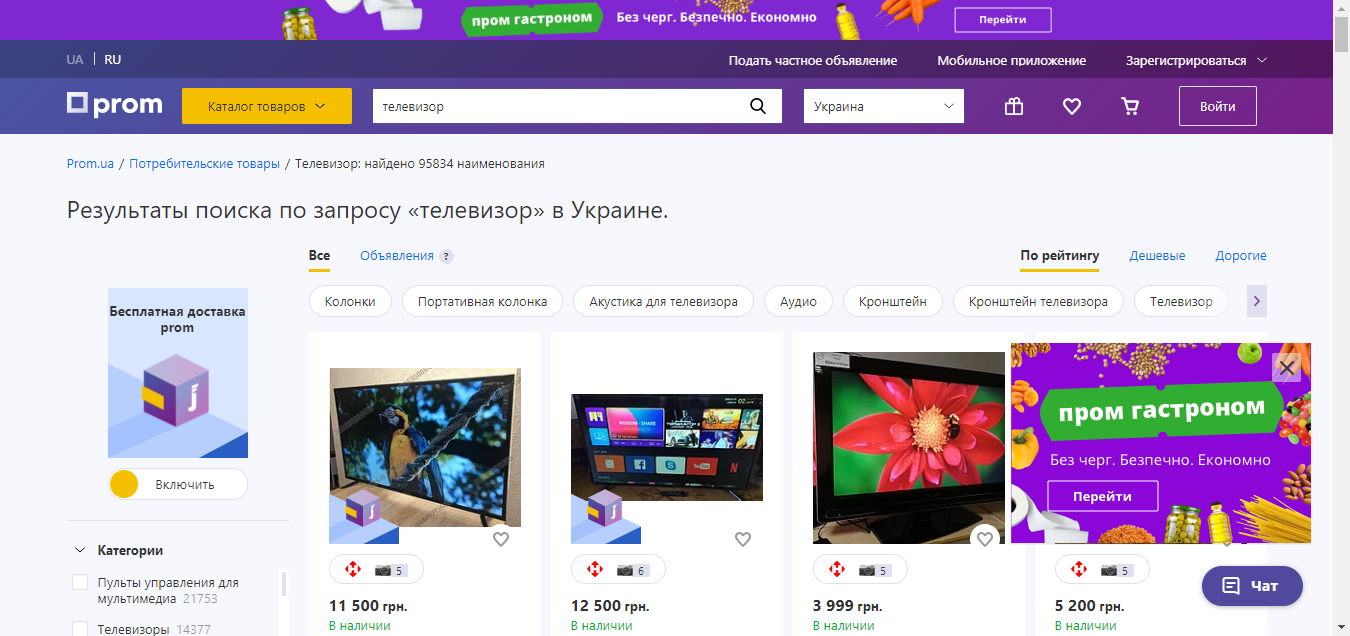 пром гастроном
Без черг. Безпечно. Економно
Перейти
UA | RU
Подать частное объявление
Мобильное приложение
Зарегистрироваться
prom
Каталог товаров
телевизор
Украина
Войти
Prom.ua / Потребительские товары / Телевизор: найдено 95834 наименования
Результаты поиска по запросу «телевизор» в Украине.
Все
Объявления ?
По рейтингу
Дешевые
Дорогие
Колонки
Портативная колонка
Акустика для телевизора
Аудио
Кронштейн
Кронштейн телевизора
Телевизор
Бесплатная доставка
prom
Включить
Категории
Пульты управления для
мультимедиа 21753
Телевизоры 14377
5
11 500 грн.
В наличии
6
12 500 грн.
В наличии
5
3 999 грн.
В наличии
5
5 200 грн.
В наличии
пром гастроном
Без черг. Безпечно. Економно
Перейти
Чат